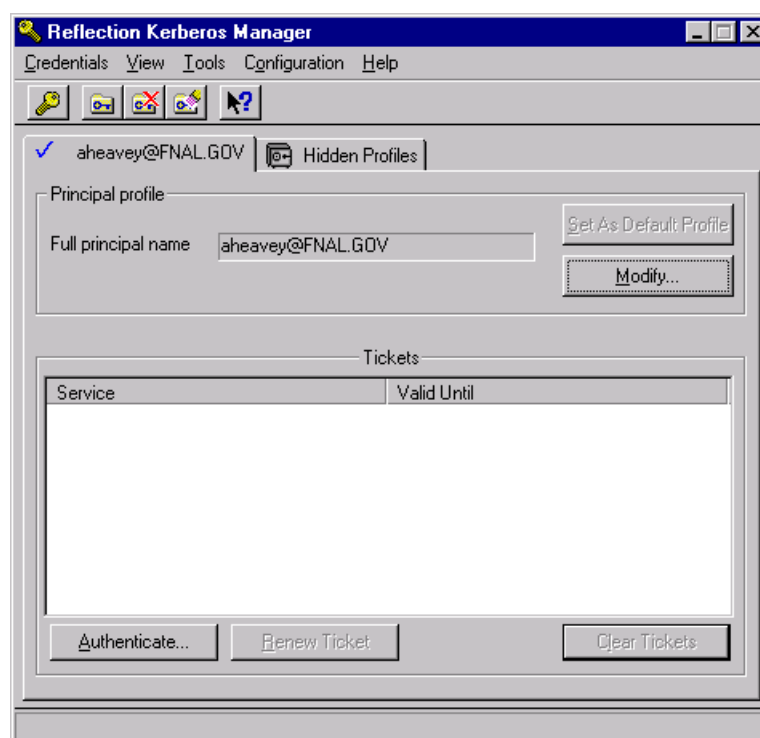 Reflection Kerberos Manager
Credentials View Tools Configuration Help
aheavey@FNAL.GOV Hidden Profiles
Principal profile
Set As Default Profile
Full principal name aheavey@FNAL.GOV
Modify...
Tickets
Service Valid Until
Authenticate... Renew Ticket Clear Tickets